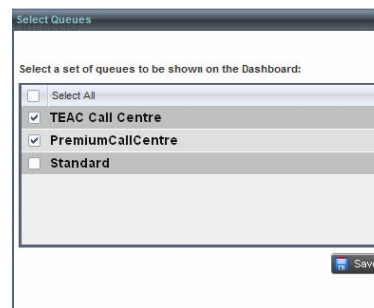 Select Queues
Select a set of queues to be shown on the Dashboard:
Select All
TEAC Call Centre
PremiumCallCentre
Standard
Save